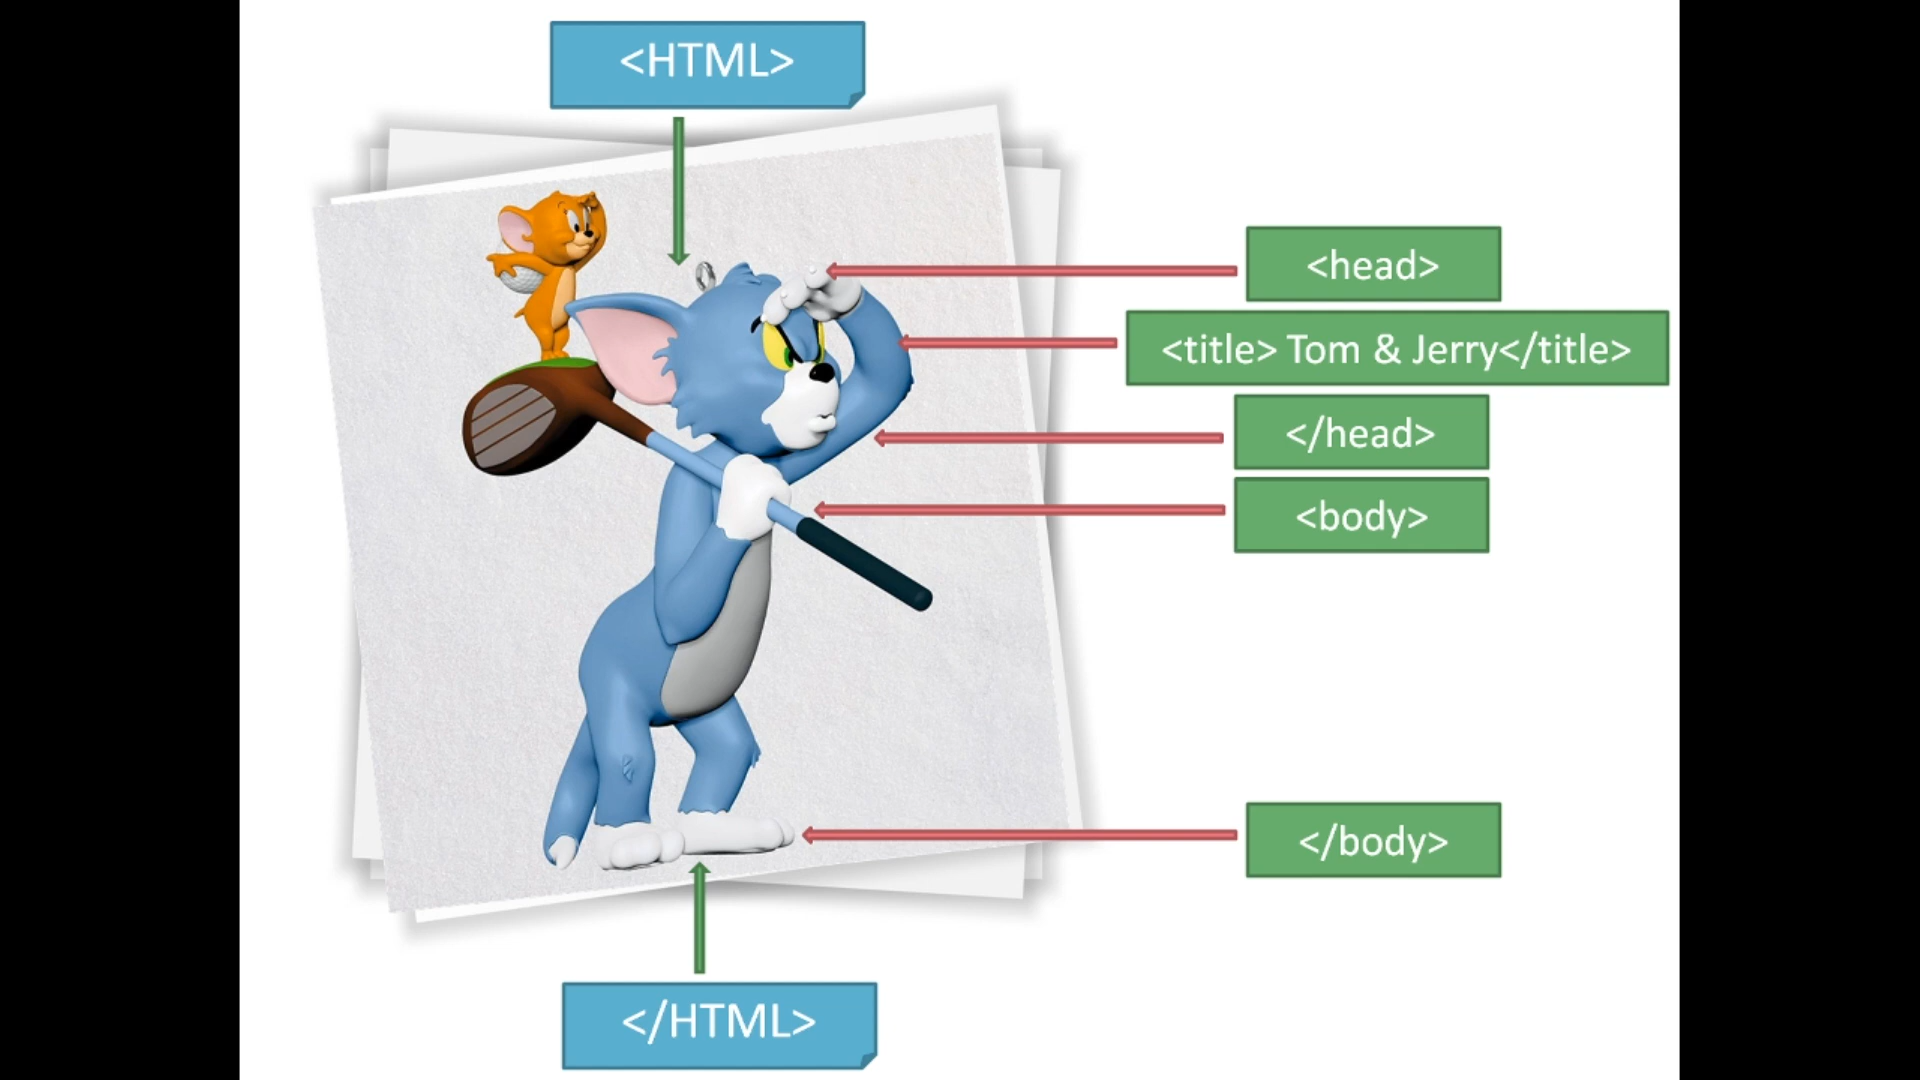 <HTML>
<head>
<title> Tom & Jerry</title>
</head>
<body>
</body>
</HTML>